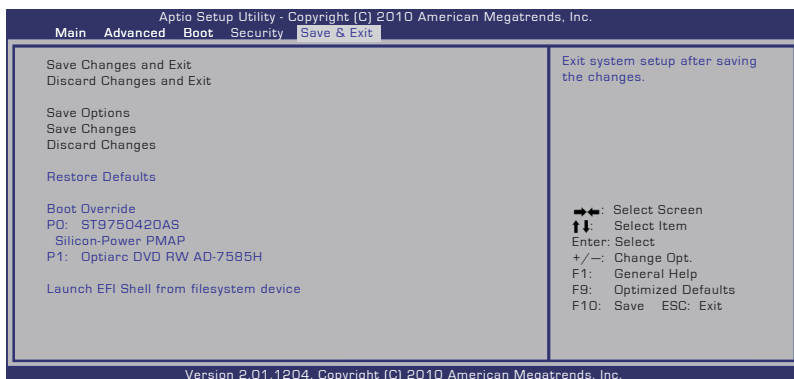 Aptio Setup Utility - Copyright (C) 2010 American Megatrends, Inc.
Main Advanced Boot Security Save & Exit
Save Changes and Exit
Discard Changes and Exit
Save Options
Save Changes
Discard Changes
Restore Defaults
Boot Override
P0: ST9750420AS
Silicon-Power PMAP
P1: Optiarc DVD RW AD-7585H
Launch EFI Shell from filesystem device
Exit system setup after saving
the changes.
→←: Select Screen
↑↓: Select Item
Enter: Select
+/—: Change Opt.
F1: General Help
F9: Optimized Defaults
F10: Save ESC: Exit
Version 2.01.1204. Copyright (C) 2010 American Megatrends, Inc.